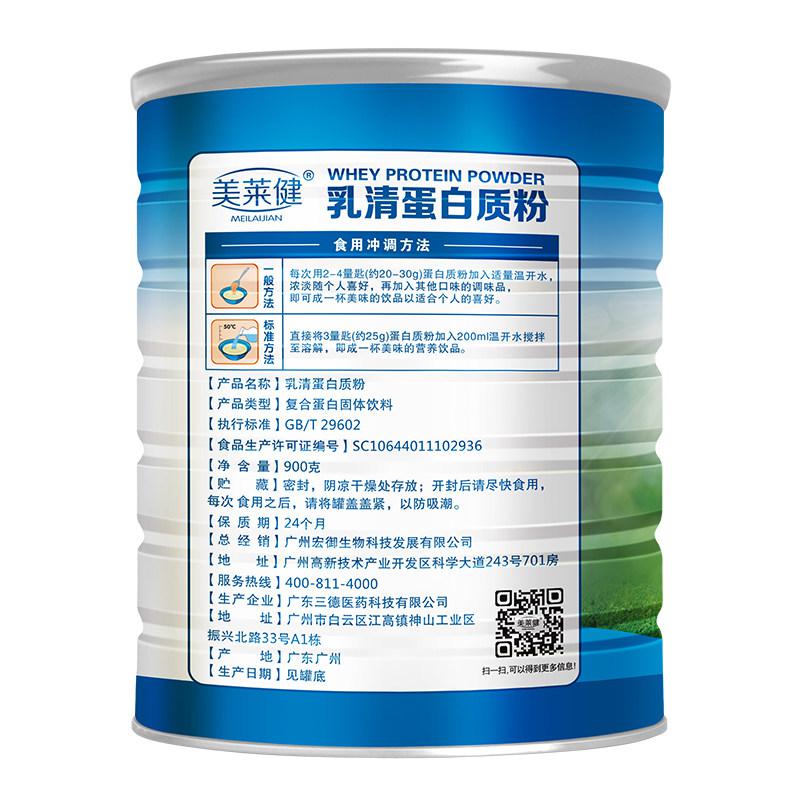 美莱健®
MEILAIJIAN
WHEY PROTEIN POWDER
乳清蛋白质粉
食用冲调方法
一般方法
每次用2-4量匙(约20-30g)蛋白质粉加入适量温开水,
浓淡随个人喜好，再加入其他口味的调味品,
即可成一杯美味的饮品以适合个人的喜好。
50℃
标准方法
直接将3量匙(约25g)蛋白质粉加入200ml温开水搅拌
至溶解，即成一杯美味的营养饮品。
【产品名称】乳清蛋白质粉
【产品类型】复合蛋白固体饮料
【执行标准】GB/T 29602
【食品生产许可证编号】SC10644011102936
【净 含 量】900克
【贮 藏】密封，阴凉干燥处存放；开封后请尽快食用，
每次 食用之后，请将罐盖盖紧，以防吸潮。
【保 质 期】24个月
【总 经 销】广州宏御生物科技发展有限公司
【地 址】广州高新技术产业开发区科学大道243号701房
【服务热线】400-811-4000
【生产企业】广东三德医药科技有限公司
【地 址】广州市白云区江高镇神山工业区
振兴北路33号A1栋
【产 地】广东广州
【生产日期】见罐底
美莱健
扫一扫,可以得到更多信息!